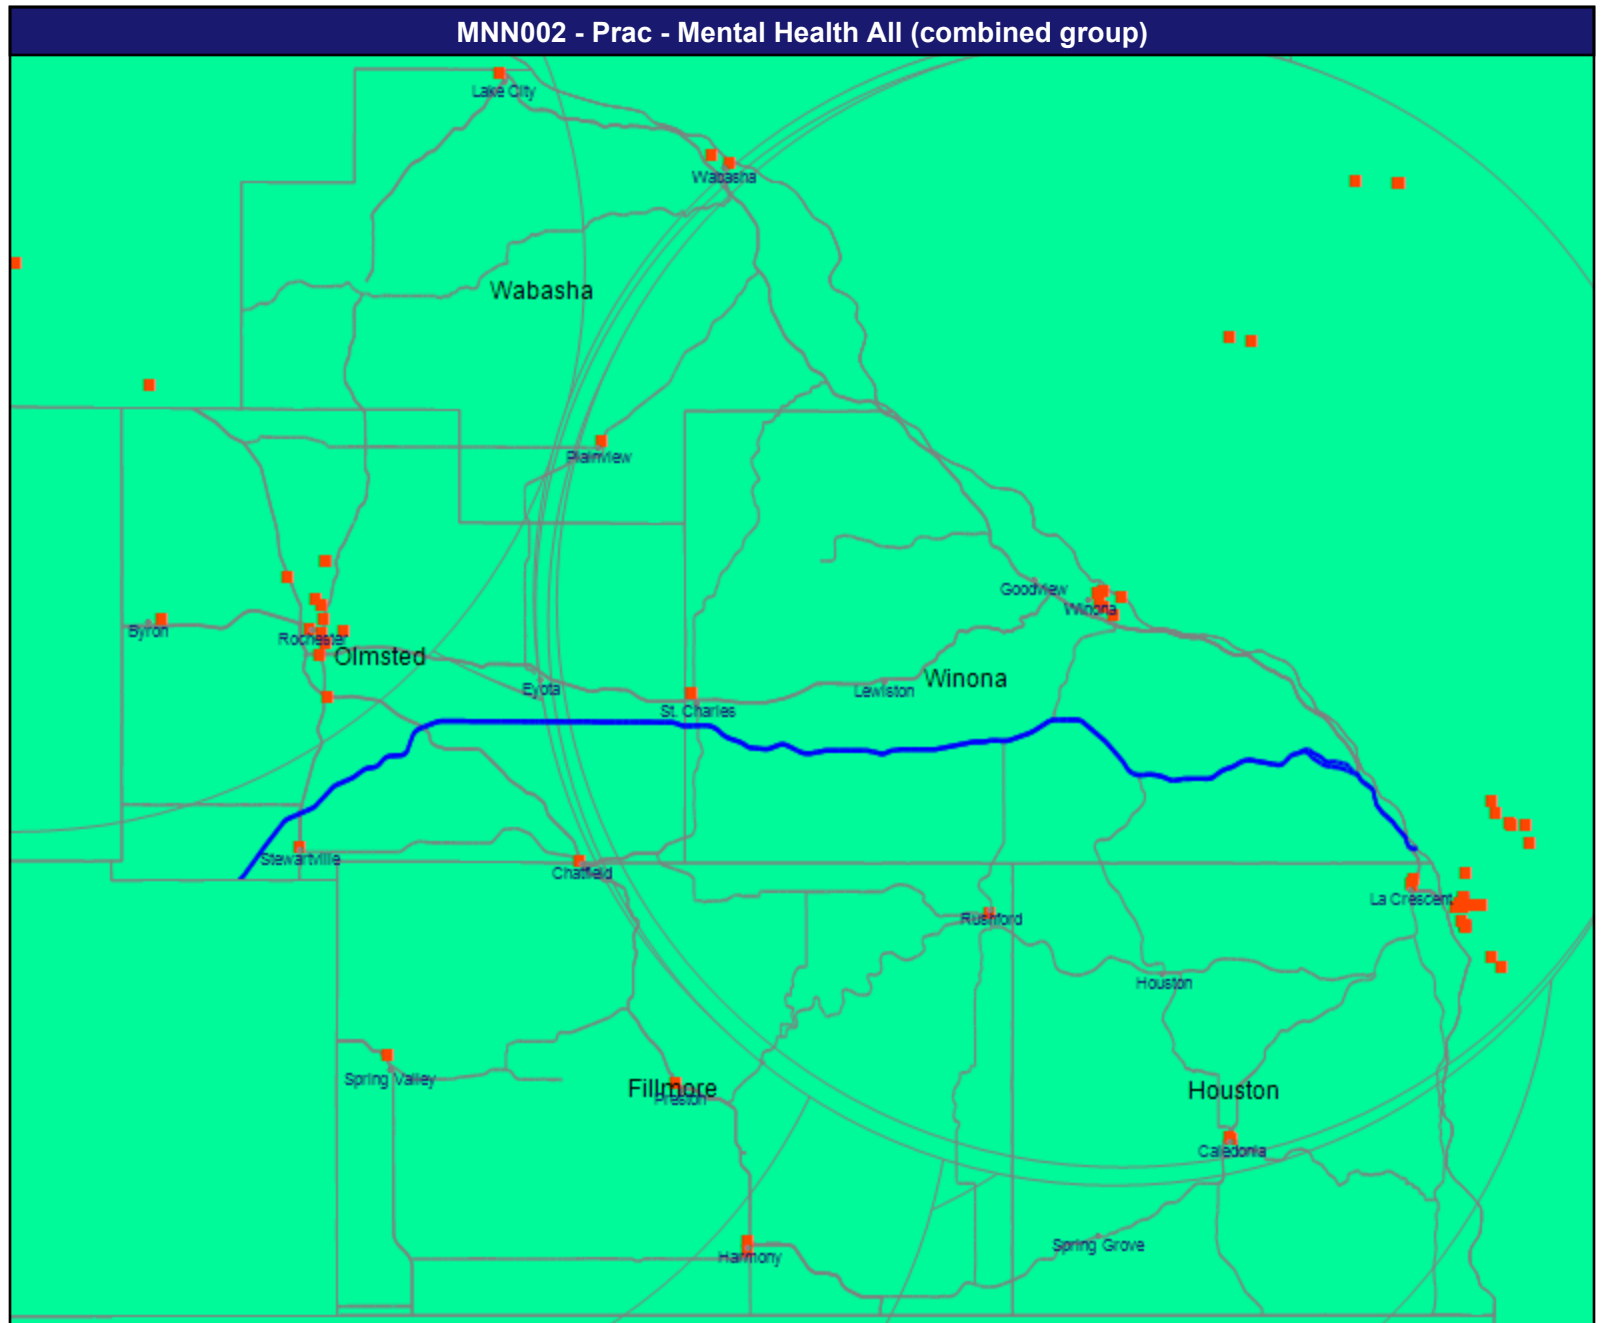 MNN002 - Prac - Mental Health All (combined group)
Lake City
Wabasha
Wabasha
Plainview
Goodview
Winona
Byron
Rochester
Olmsted
Eyota
St. Charles
Lewiston
Winona
Stewartville
Chatfield
La Crescent
Rushford
Houston
Spring Valley
Fillmore
Preston
Houston
Caledonia
Harmony
Spring Grove